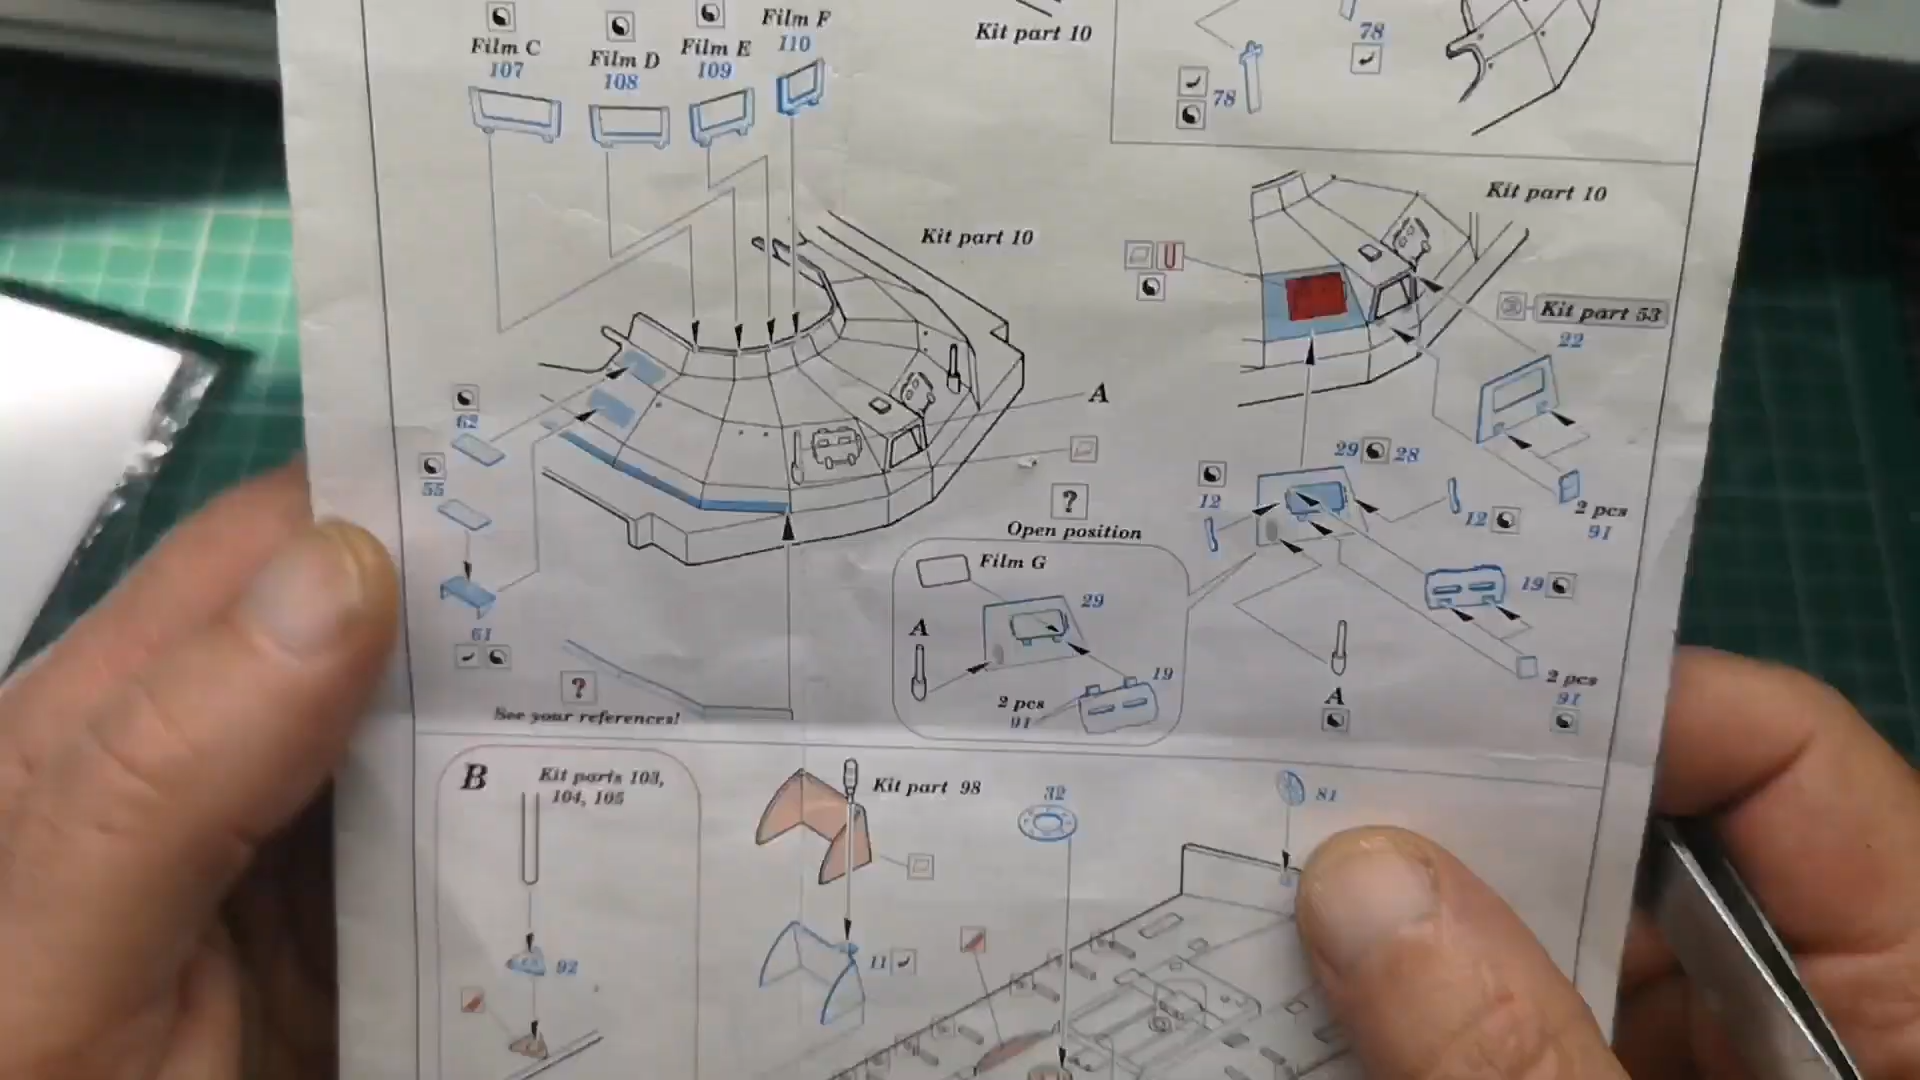 Film C
107
Film D
108
Film E
109
Film F
110
Kit part 10
78
78
Kit part 10
A
62
55
61
?
See your references!
?
Open position
Film G
A
29
19
2 pcs
91
Kit part 10
U
Kit part 53
22
2 pcs
91
29
28
12
12
19
2 pcs
91
A
B
Kit parts 103,
104, 105
92
Kit part 98
11
32
81